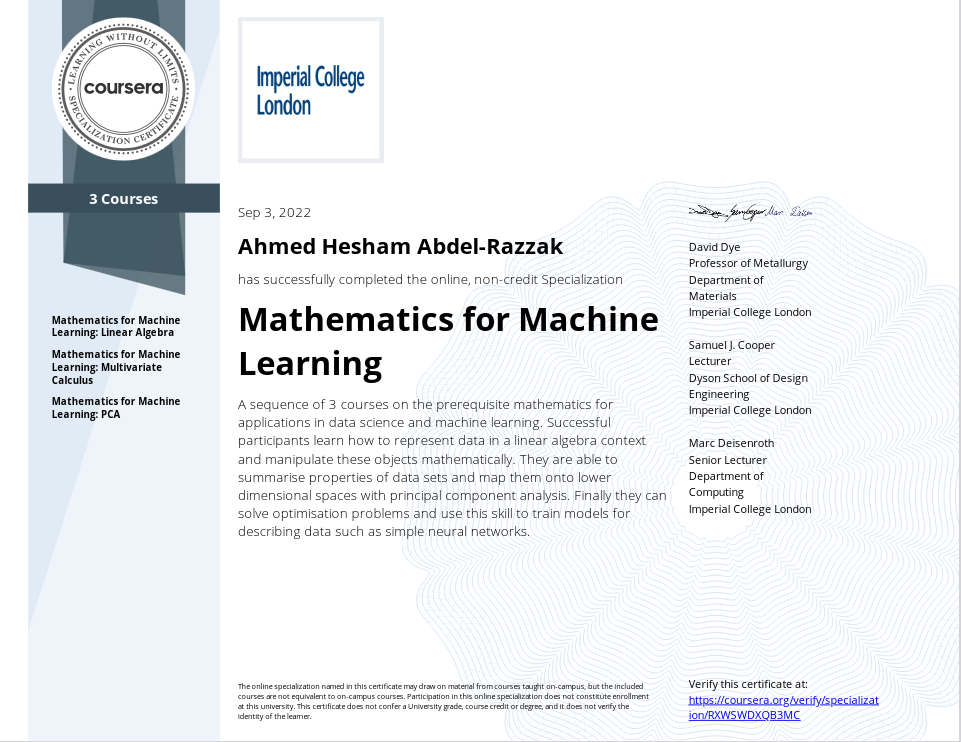 LEARNING WITHOUT LIMITS
coursera
SPECIALIZATION CERTIFICATE
3 Courses
Mathematics for Machine
Learning: Linear Algebra
Mathematics for Machine
Learning: Multivariate
Calculus
Mathematics for Machine
Learning: PCA
Imperial College
London
Sep 3, 2022
Ahmed Hesham Abdel-Razzak
has successfully completed the online, non-credit Specialization
Mathematics for Machine
Learning
A sequence of 3 courses on the prerequisite mathematics for
applications in data science and machine learning. Successful
participants learn how to represent data in a linear algebra context
and manipulate these objects mathematically. They are able to
summarise properties of data sets and map them onto lower
dimensional spaces with principal component analysis. Finally they can
solve optimisation problems and use this skill to train models for
describing data such as simple neural networks.
David Dye
Professor of Metallurgy
Department of
Materials
Imperial College London
Samuel J. Cooper
Lecturer
Dyson School of Design
Engineering
Imperial College London
Marc Deisenroth
Senior Lecturer
Department of
Computing
Imperial College London
The online specialization named in this certificate may draw on material from courses taught on-campus, but the included
courses are not equivalent to on-campus courses. Participation in this online specialization does not constitute enrollment
at this university. This certificate does not confer a University grade, course credit or degree, and it does not verify the
identity of the learner.
Verify this certificate at:
https://coursera.org/verify/specializat
ion/RXWSWDXQB3MC